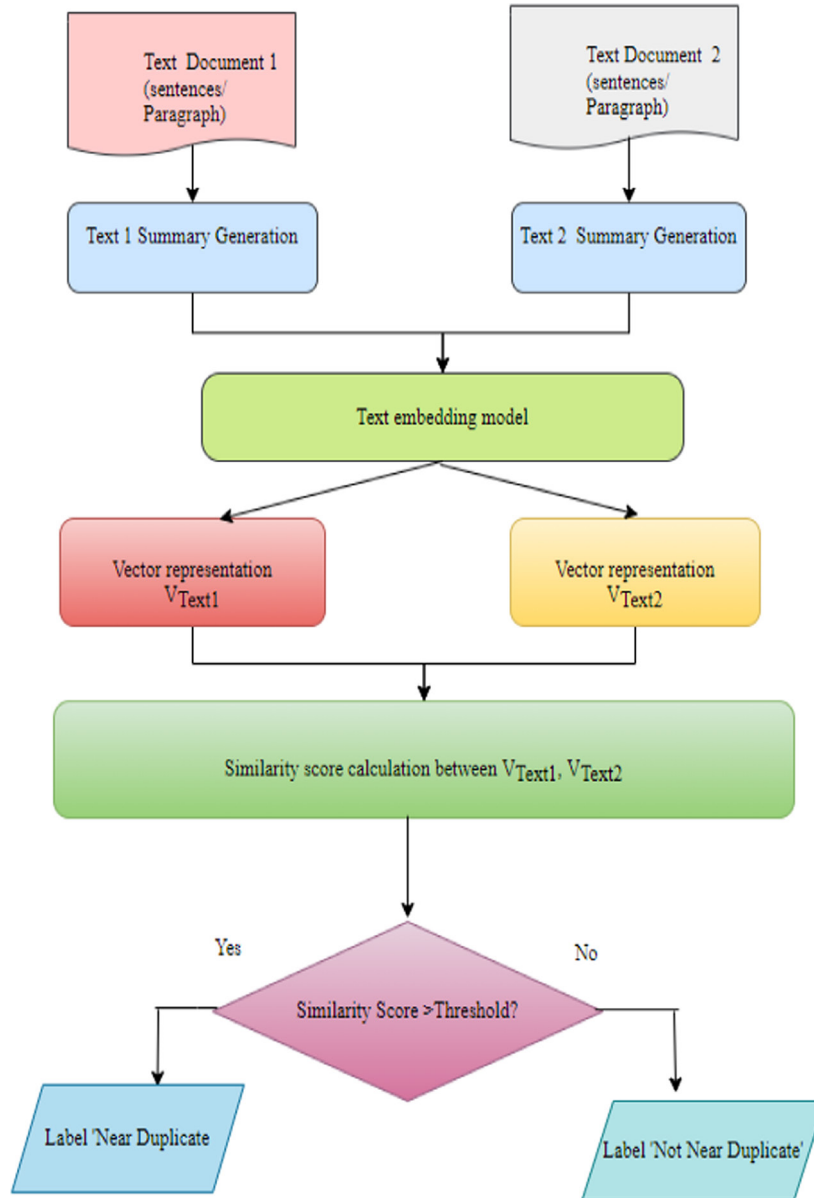 Text Document 1
(sentences/
Paragraph)
Text Document 2
(sentences/
Paragraph)
Text 1 Summary Generation
Text 2 Summary Generation
Text embedding model
Vector representation
VText1
Vector representation
VText2
Similarity score calculation between VText1, VText2
Yes
No
Similarity Score >Threshold?
Label 'Near Duplicate
Label 'Not Near Duplicate'